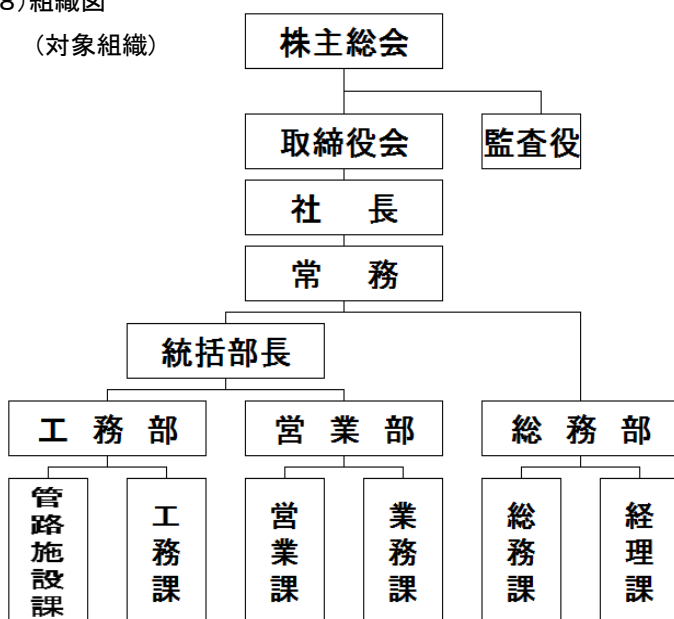 8)組織図
(対象組織)
株主総会
取締役会
監査役
社 長
常 務
統括部長
工 務 部
営 業 部
総 務 部
管路施設課
工務課
営業課
業務課
総務課
経理課